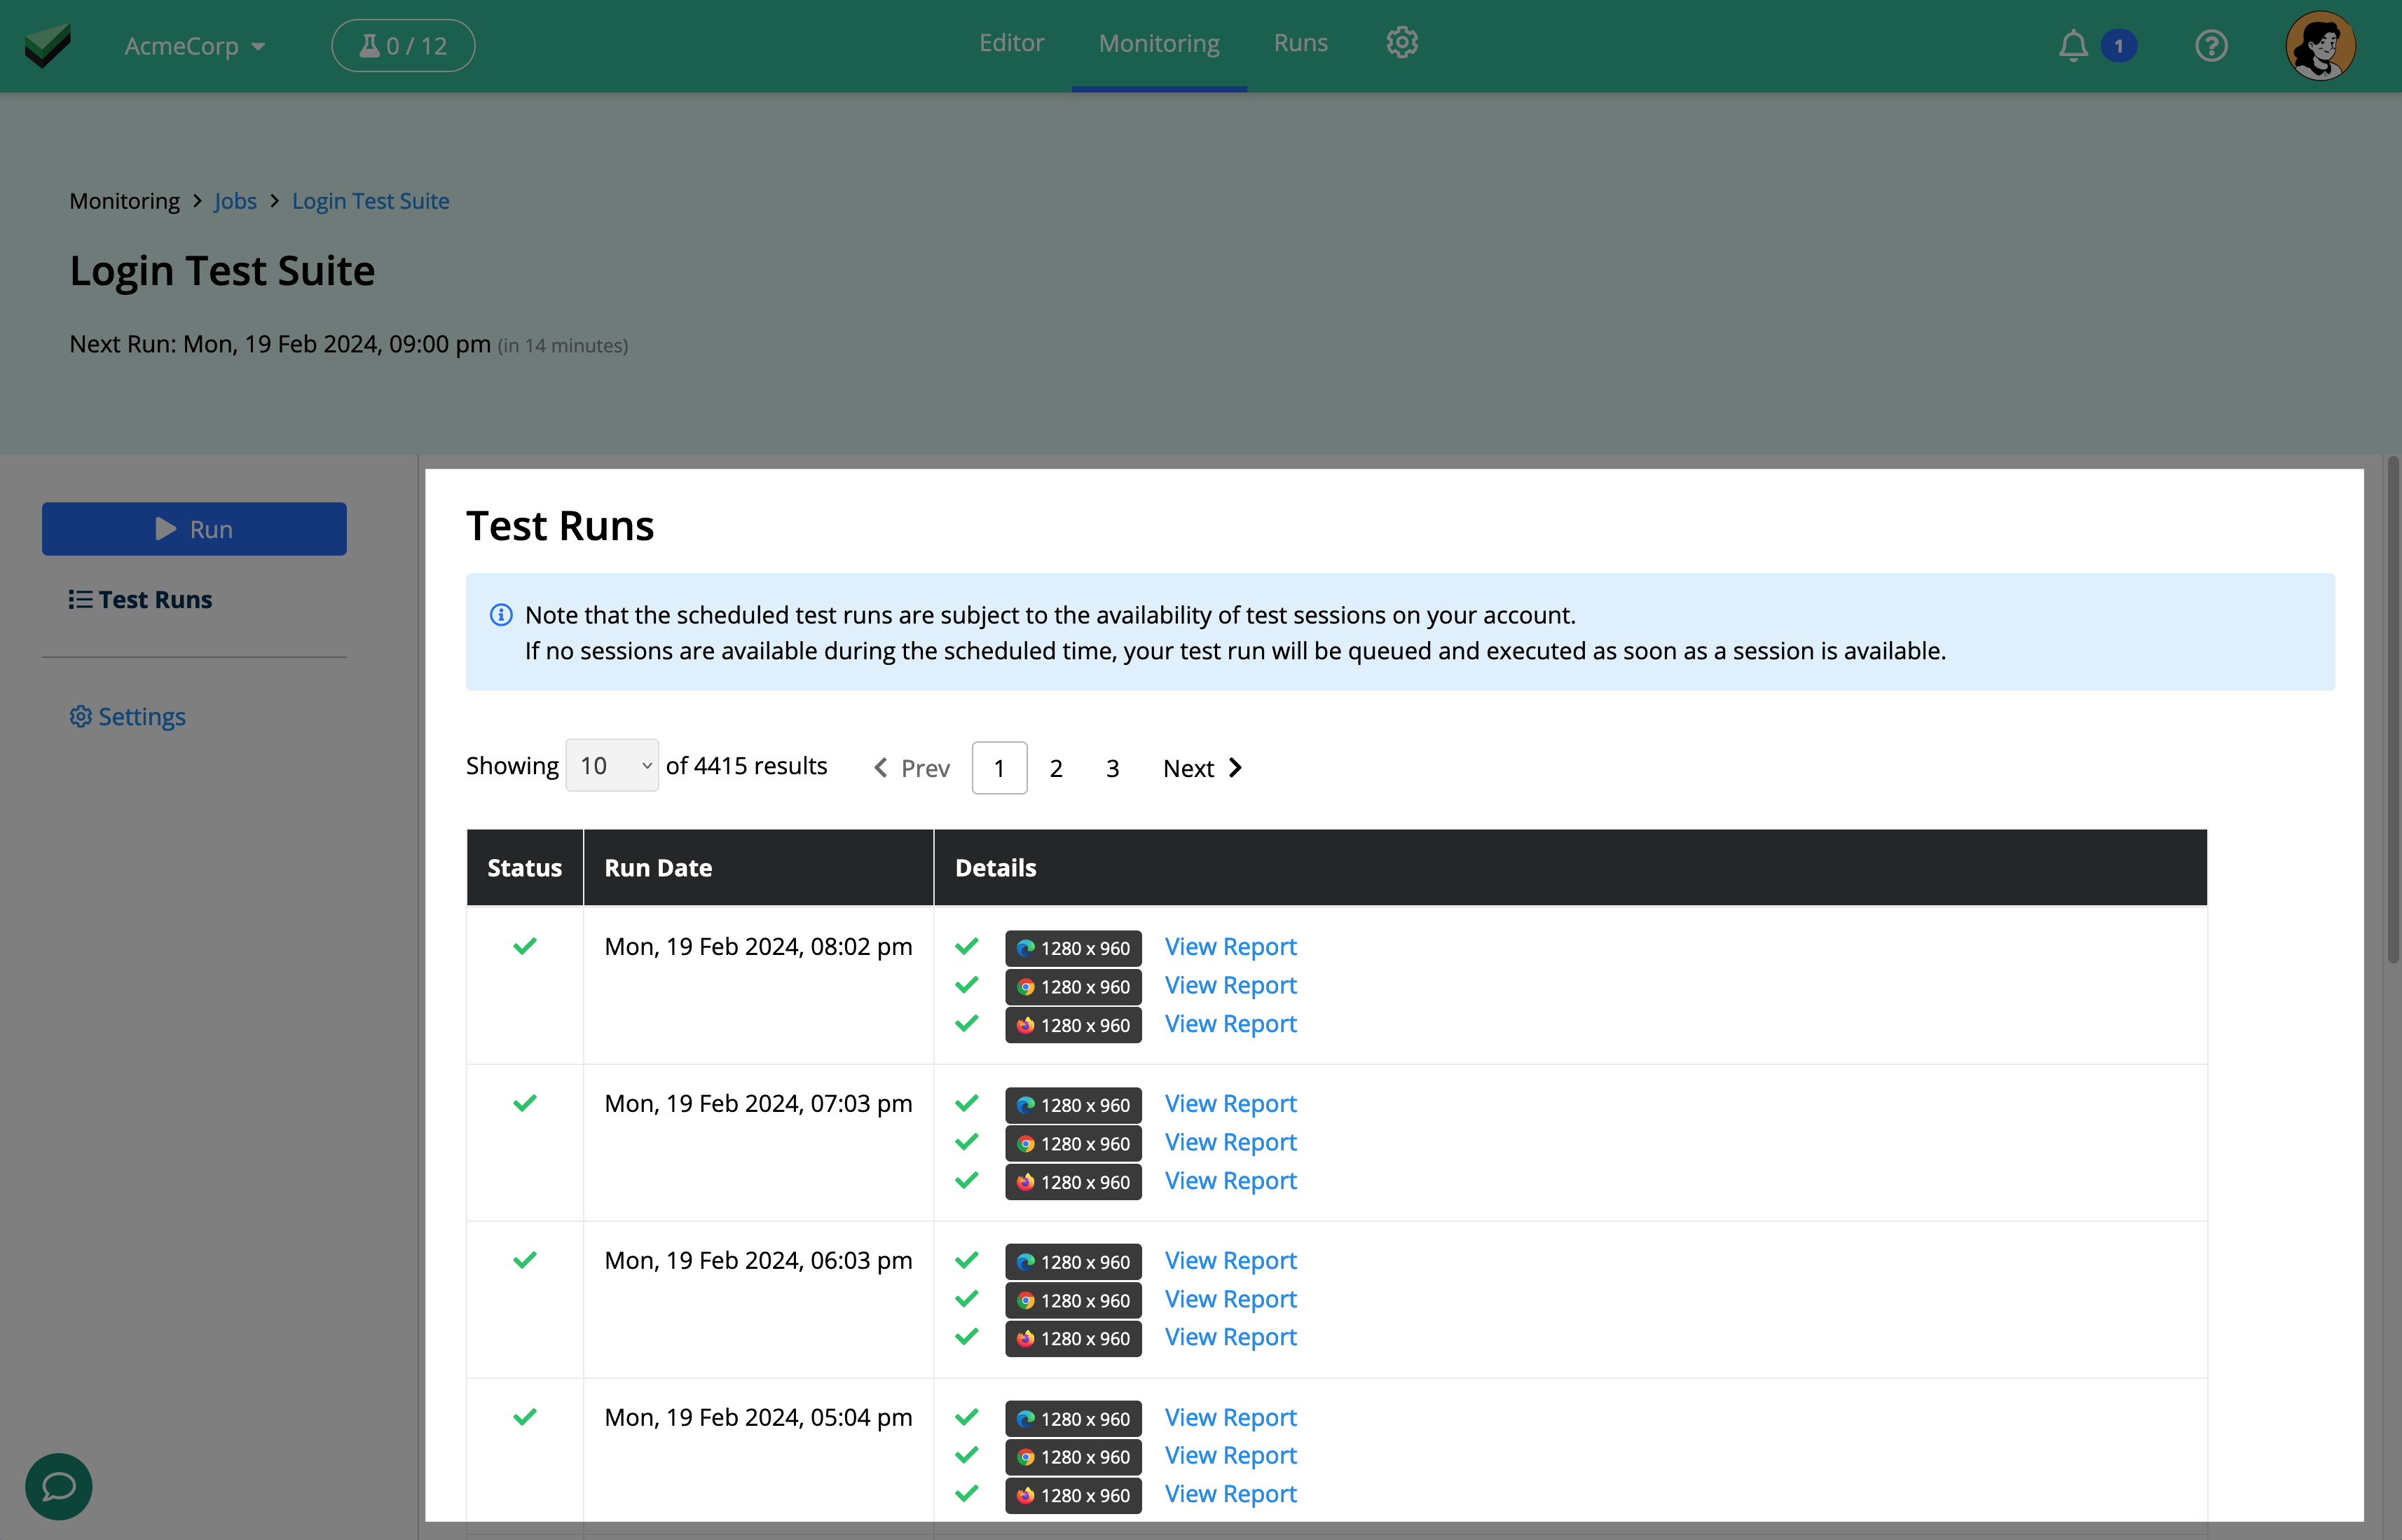 AcmeCorp
0 / 12
Editor
Monitoring
Runs
1
Monitoring > Jobs > Login Test Suite
Login Test Suite
Next Run: Mon, 19 Feb 2024, 09:00 pm (in 14 minutes)
Run
Test Runs
Settings
Test Runs
Note that the scheduled test runs are subject to the availability of test sessions on your account.
If no sessions are available during the scheduled time, your test run will be queued and executed as soon as a session is available.
Showing 10 of 4415 results
Prev 1 2 3 Next
Status Run Date Details
Mon, 19 Feb 2024, 08:02 pm 1280 x 960 View Report
1280 x 960 View Report
1280 x 960 View Report
Mon, 19 Feb 2024, 07:03 pm 1280 x 960 View Report
1280 x 960 View Report
1280 x 960 View Report
Mon, 19 Feb 2024, 06:03 pm 1280 x 960 View Report
1280 x 960 View Report
1280 x 960 View Report
Mon, 19 Feb 2024, 05:04 pm 1280 x 960 View Report
1280 x 960 View Report
1280 x 960 View Report